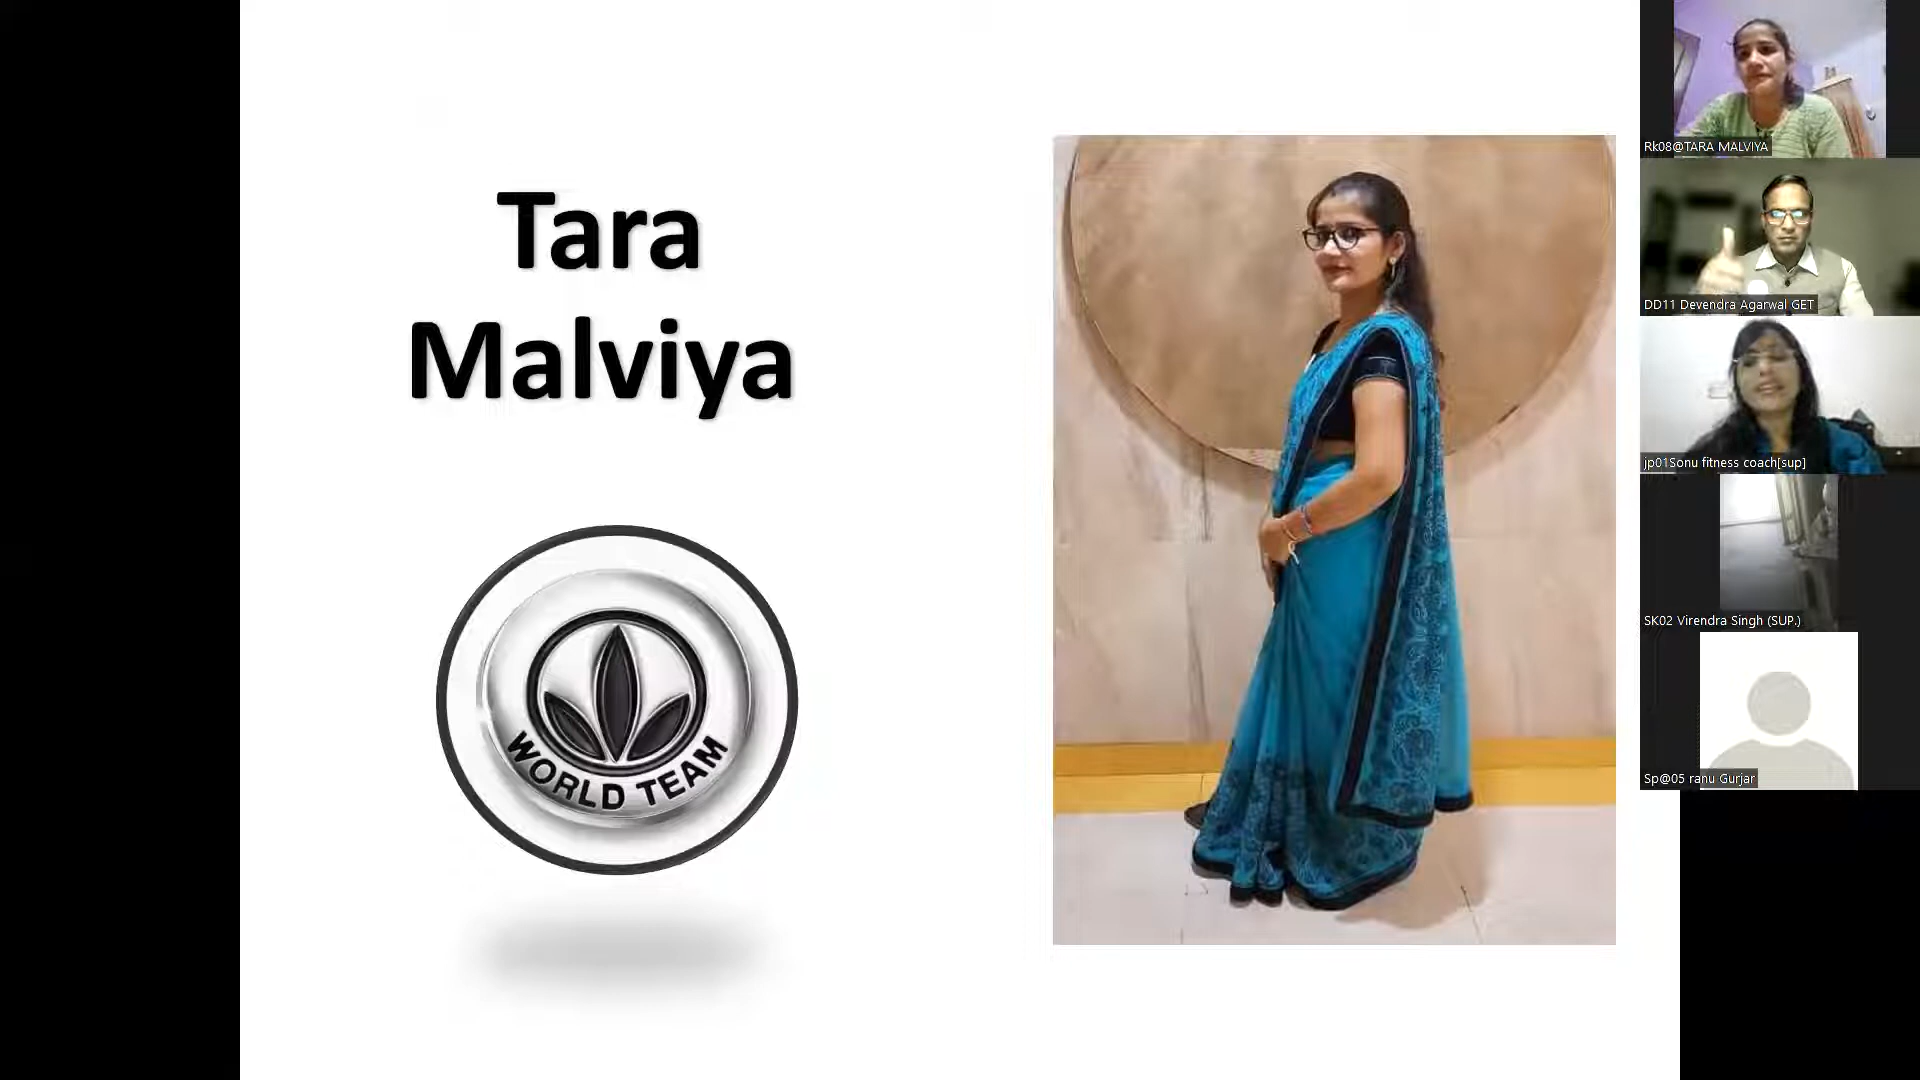 Tara
Malviya
WORLD TEAM
Rk08@TARA MALVIYA
DD11 Devendra Agarwal GET
jp01Sonu fitness coach[sup]
SK02 Virendra Singh (SUP.)
Sp@05 ranu Gurjar